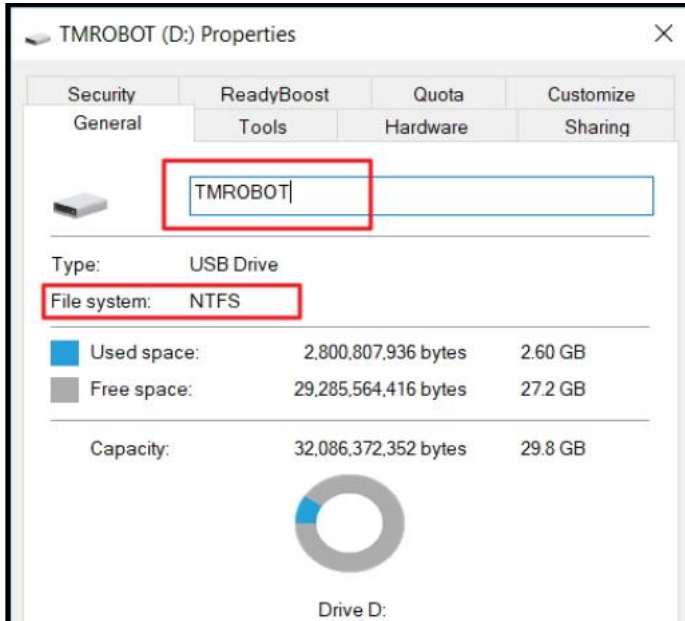 TMROBOT (D:) Properties
Security ReadyBoost Quota Customize
General Tools Hardware Sharing
TMROBOT
Type: USB Drive
File system: NTFS
Used space: 2,800,807,936 bytes 2.60 GB
Free space: 29,285,564,416 bytes 27.2 GB
Capacity: 32,086,372,352 bytes 29.8 GB
Drive D: